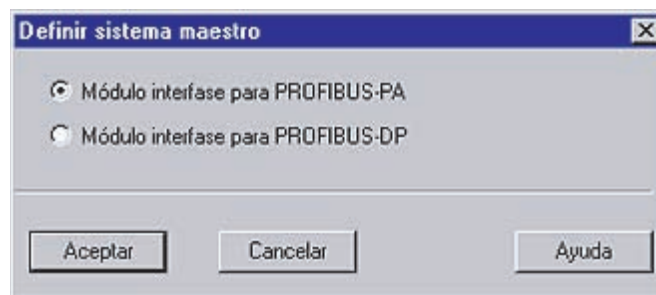 Definir sistema maestro
Módulo interfase para PROFIBUS-PA
Módulo interfase para PROFIBUS-DP
Aceptar Cancelar Ayuda